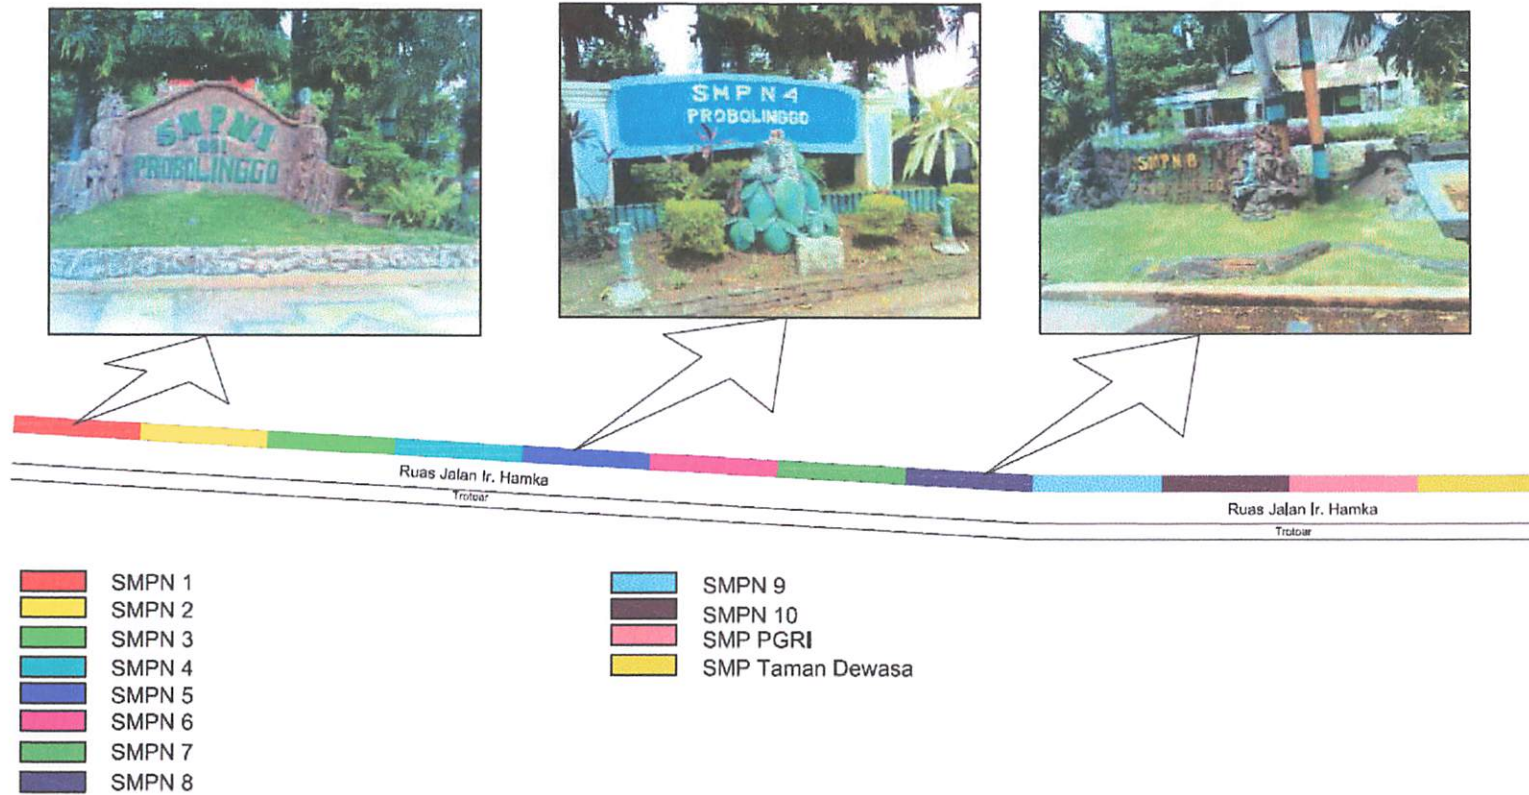 SMPN 1
PROBOLINGGO
SMPN 4
PROBOLINGGO
SMPN 8
Ruas Jalan Ir. Hamka
Trotoar
Ruas Jalan Ir. Hamka
Trotoar
SMPN 1
SMPN 2
SMPN 3
SMPN 4
SMPN 5
SMPN 6
SMPN 7
SMPN 8
SMPN 9
SMPN 10
SMP PGRI
SMP Taman Dewasa